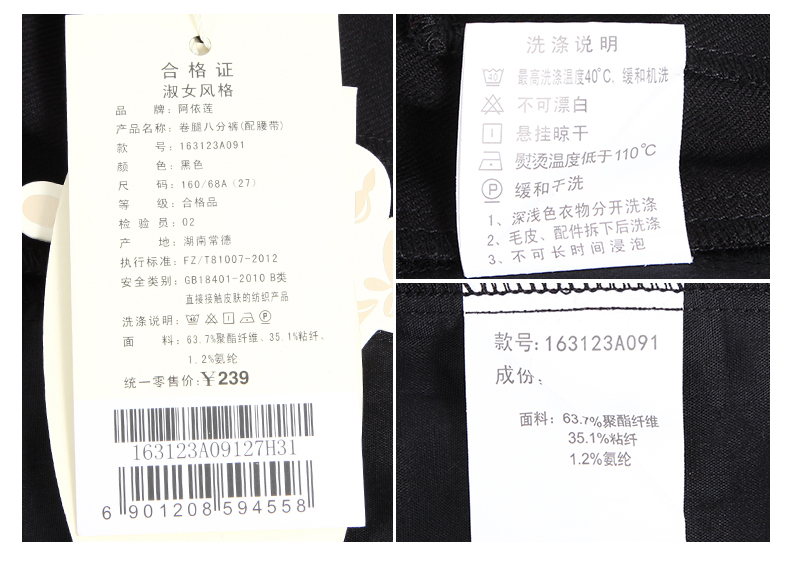 合格证
淑女风格
品 牌: 阿依莲
产品名称: 卷腿八分裤(配腰带)
款 号: 163123A091
颜 色: 黑色
尺 码: 160/68A (27)
等 级: 合格品
检 验 员: 02
产 地: 湖南常德
执行标准: FZ/T81007-2012
安全类别: GB18401-2010 B类
直接接触皮肤的纺织产品
洗涤说明:
面 料: 63.7%聚酯纤维、35.1%粘纤、
1.2%氨纶
统一零售价: ￥239
163123A09127H31
6 901208 594558
洗涤说明
40 最高洗涤温度40℃, 缓和机洗
不可漂白
悬挂晾干
熨烫温度低于110℃
P 缓和干洗
1、深浅色衣物分开洗涤
2、毛皮、配件拆下后洗涤
3、不可长时间浸泡
款号: 163123A091
成份:
面料: 63.7%聚酯纤维
35.1%粘纤
1.2%氨纶